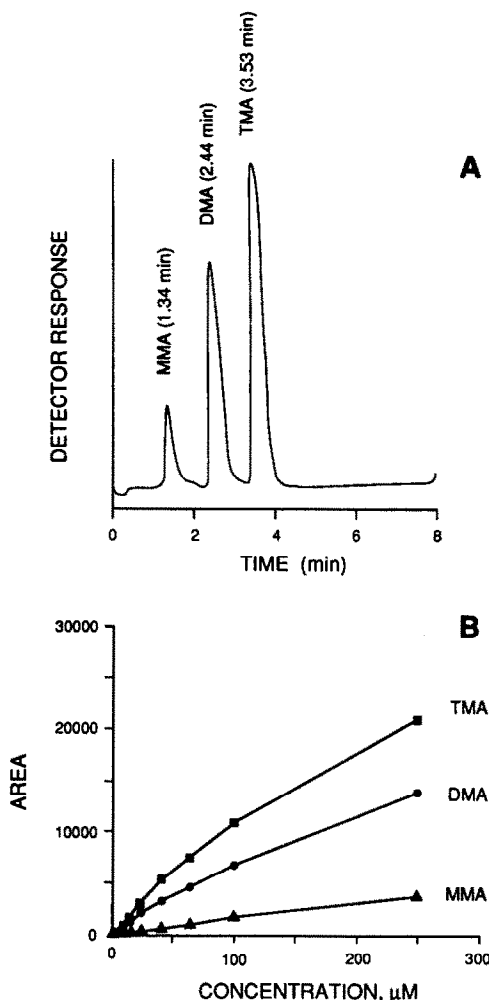 MMA (1.34 min)
DMA (2.44 min)
TMA (3.53 min)
A
DETECTOR RESPONSE
0 2 4 6 8
TIME (min)
B
30000
20000
10000
0
AREA
TMA
DMA
MMA
0 100 200 300
CONCENTRATION, μM